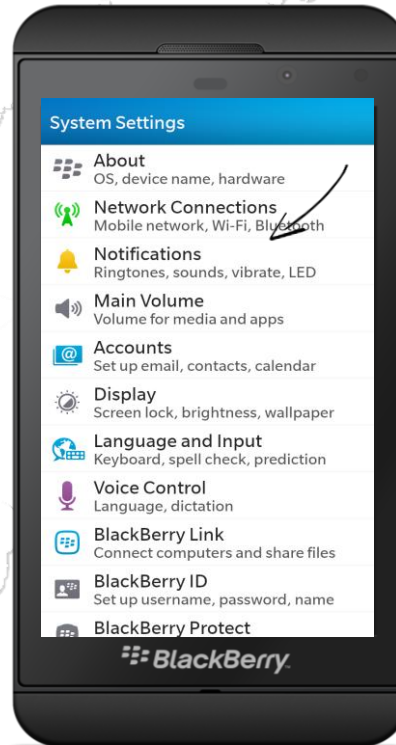 System Settings
About
OS, device name, hardware
Network Connections
Mobile network, Wi-Fi, Bluetooth
Notifications
Ringtones, sounds, vibrate, LED
Main Volume
Volume for media and apps
Accounts
Set up email, contacts, calendar
Display
Screen lock, brightness, wallpaper
Language and Input
Keyboard, spell check, prediction
Voice Control
Language, dictation
BlackBerry Link
Connect computers and share files
BlackBerry ID
Set up username, password, name
BlackBerry Protect
BlackBerry